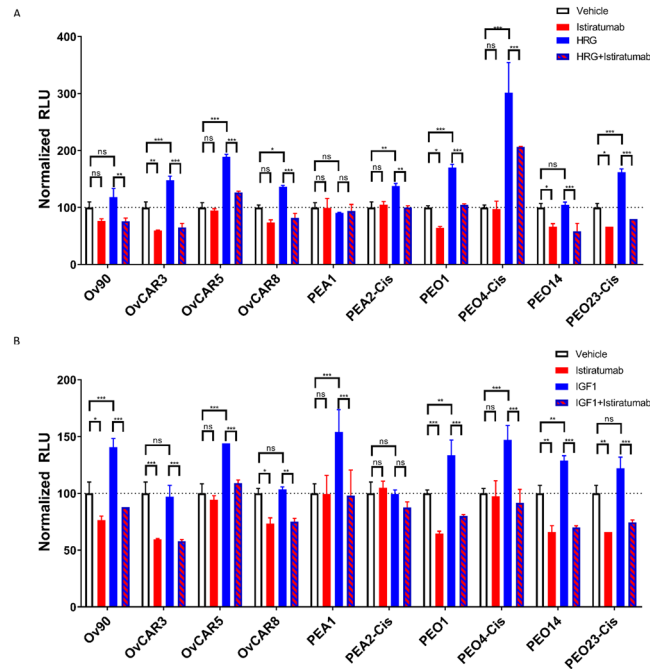 A
Vehicle
Istiratumab
HRG
HRG+Istiratumab
Normalized RLU
400
300
200
100
0
ns ns **
** *** ***
ns *** ***
ns * ***
ns ns ns
ns ** **
* *** ***
ns *** ***
* ns ***
* *** ***
Ov90 OvCAR3 OvCAR5 OvCAR8 PEA1 PEA2-Cis PEO1 PEO4-Cis PEO14 PEO23-Cis
B
Vehicle
Istiratumab
IGF1
IGF1+Istiratumab
Normalized RLU
200
150
100
50
0
* *** ***
*** ns ***
ns *** ***
* ns **
ns *** ***
ns ns ns
*** ** ***
ns *** ***
** ** ***
** ns ***
Ov90 OvCAR3 OvCAR5 OvCAR8 PEA1 PEA2-Cis PEO1 PEO4-Cis PEO14 PEO23-Cis